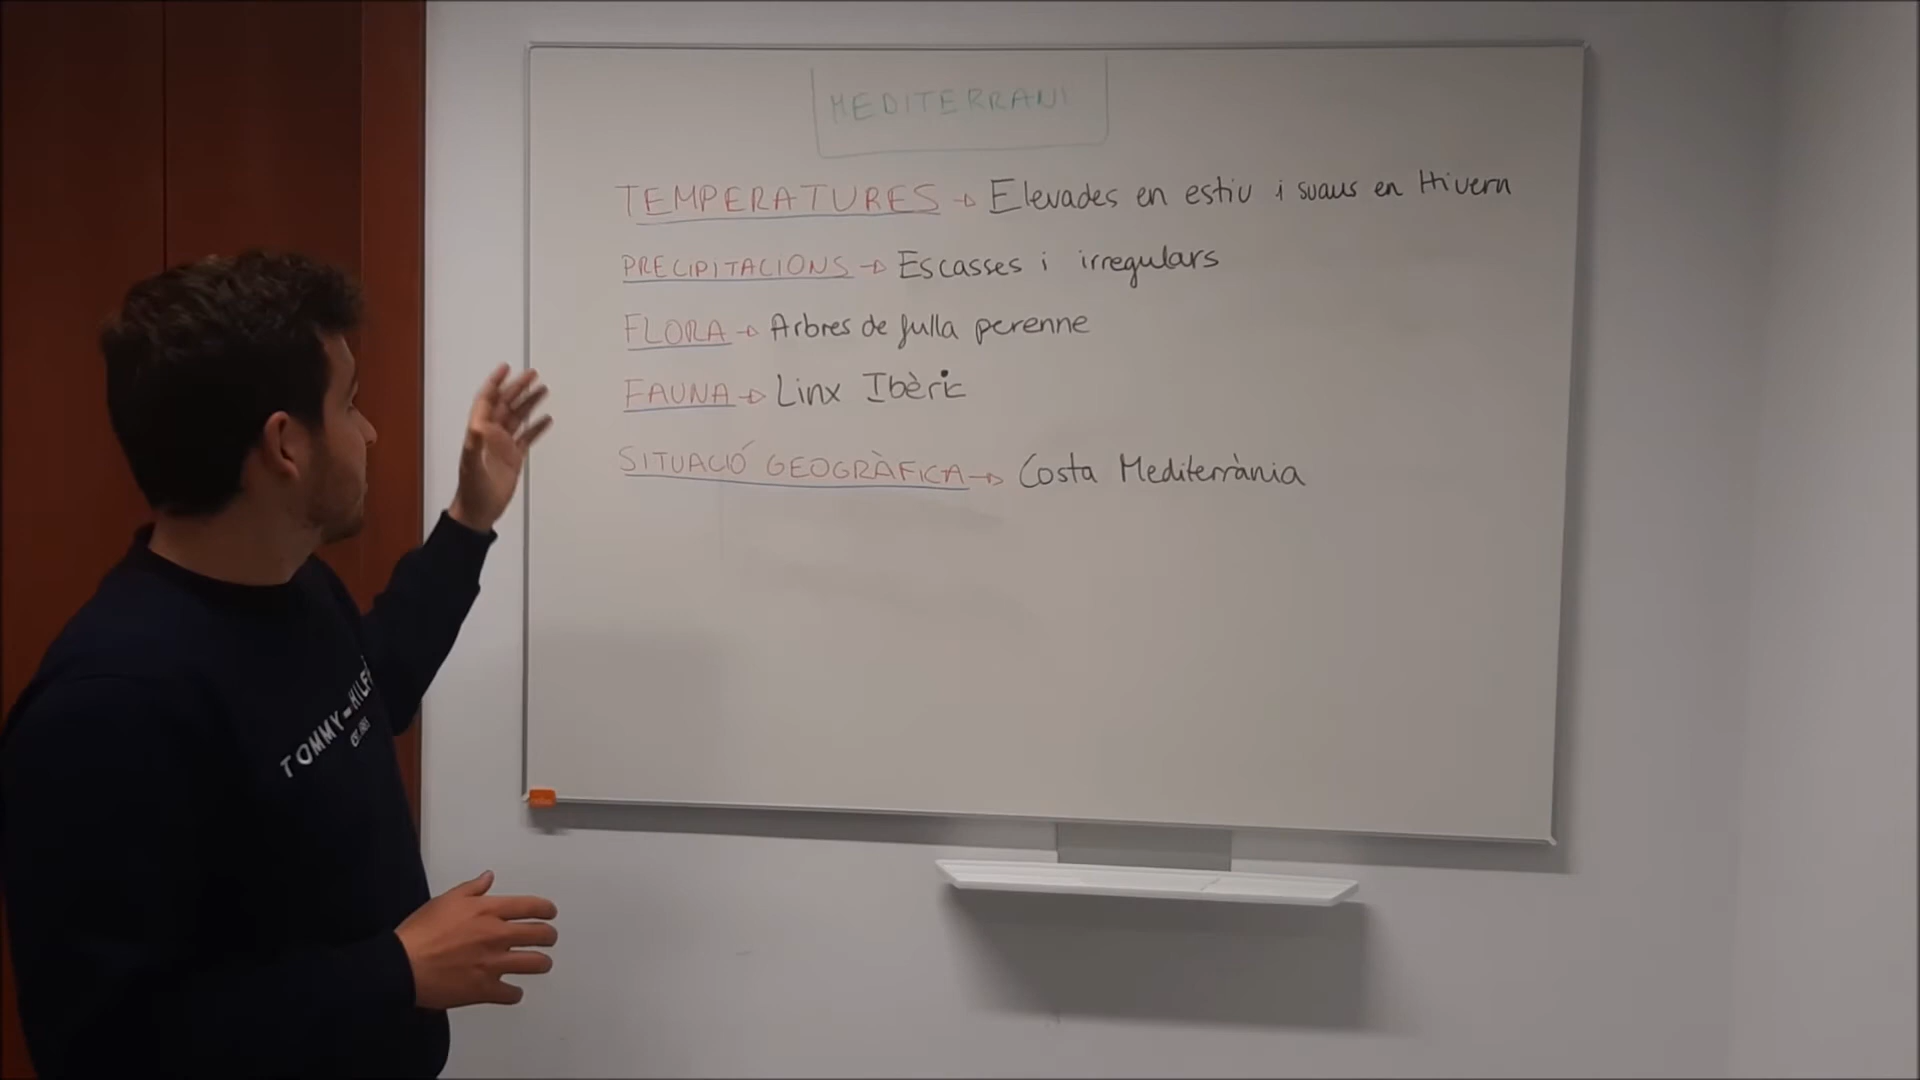 MEDITERRANI
TEMPERATURES → Elevades en estiu i suaus en Hivern
PRECIPITACIONS → Escasses i irregulars
FLORA → Arbres de fulla perenne
FAUNA → Linx Ibèric
SITUACIÓ GEOGRÀFICA → Costa Mediterrània
TOMMY-HILF